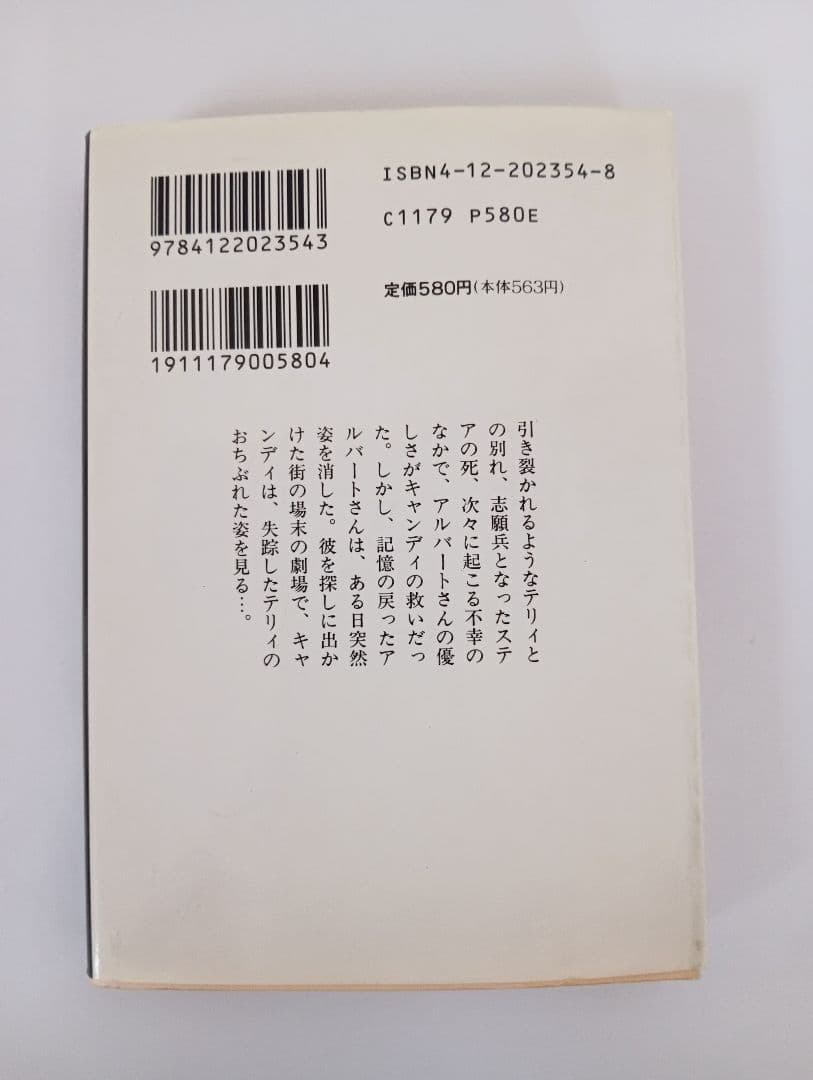 9784122023543
1911179005804
ISBN4-12-202354-8
C1179 P580E
定価580円(本体563円)
引き裂かれるようなテリィと
の別れ、志願兵となったステ
アの死、次々に起こる不幸の
なかで、アルバートさんの優
しさがキャンディの救いだっ
た。しかし、記憶の戻ったア
ルバートさんは、ある日突然
姿を消した。彼を探しに出か
けた街の場末の劇場で、キャ
ンディは、失踪したテリィの
おちぶれた姿を見る…。